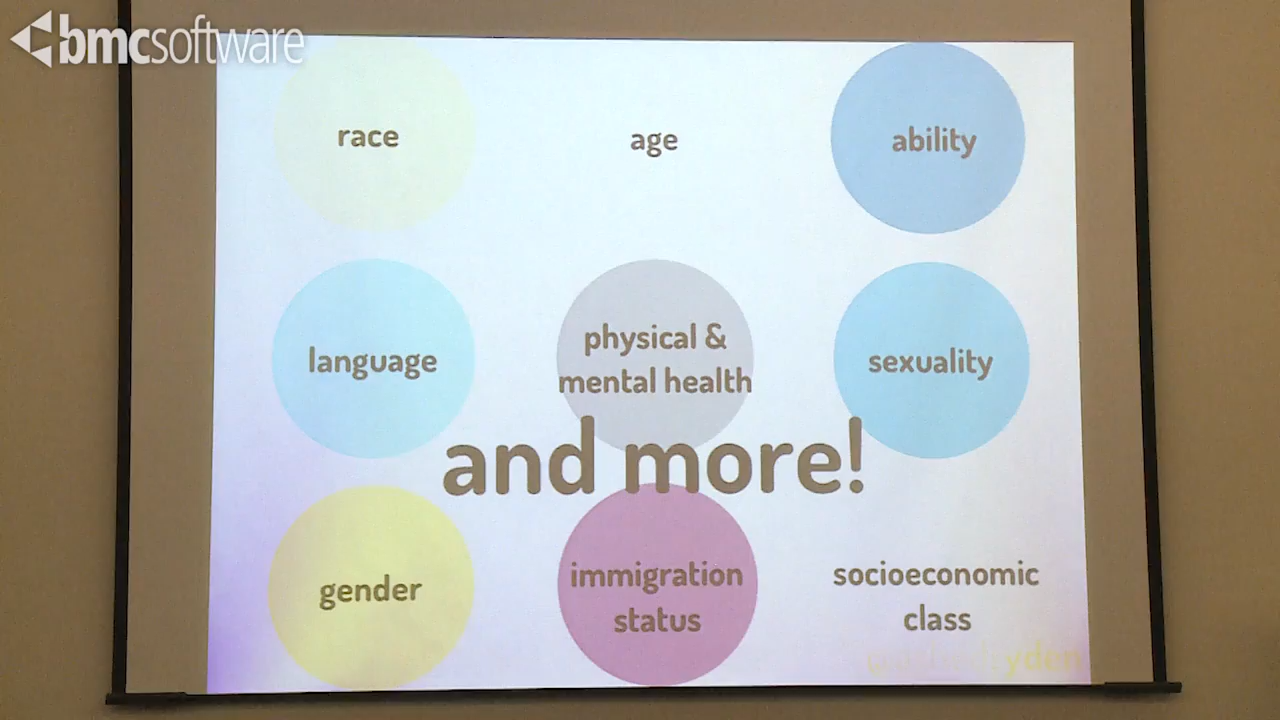 bmcsoftware
race
age
ability
language
physical &
mental health
sexuality
and more!
gender
immigration
status
socioeconomic
class